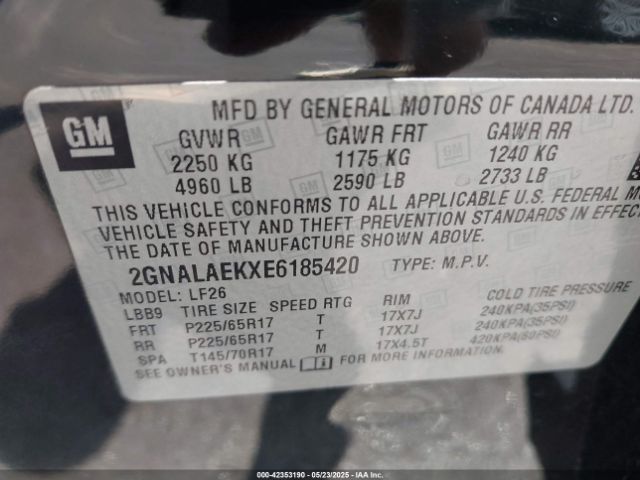 GM
MFD BY GENERAL MOTORS OF CANADA LTD.
GVWR GAWR FRT GAWR RR
2250 KG 1175 KG 1240 KG
4960 LB 2590 LB 2733 LB
THIS VEHICLE CONFORMS TO ALL APPLICABLE U.S. FEDERAL M
VEHICLE SAFETY AND THEFT PREVENTION STANDARDS IN EFFEC
THE DATE OF MANUFACTURE SHOWN ABOVE.
2GNALAEKXE6185420 TYPE: M.P.V.
MODEL: LF26
LBB9 TIRE SIZE SPEED RTG RIM COLD TIRE PRESSURE
FRT P225/65R17 T 17X7J 240KPA(35PSI)
RR P225/65R17 T 17X7J 240KPA(35PSI)
SPA T145/70R17 M 17X4.5T 420KPA(60PSI)
SEE OWNER'S MANUAL FOR MORE INFORMATION.
000-42353190 - 05/23/2025 - IAA Inc.